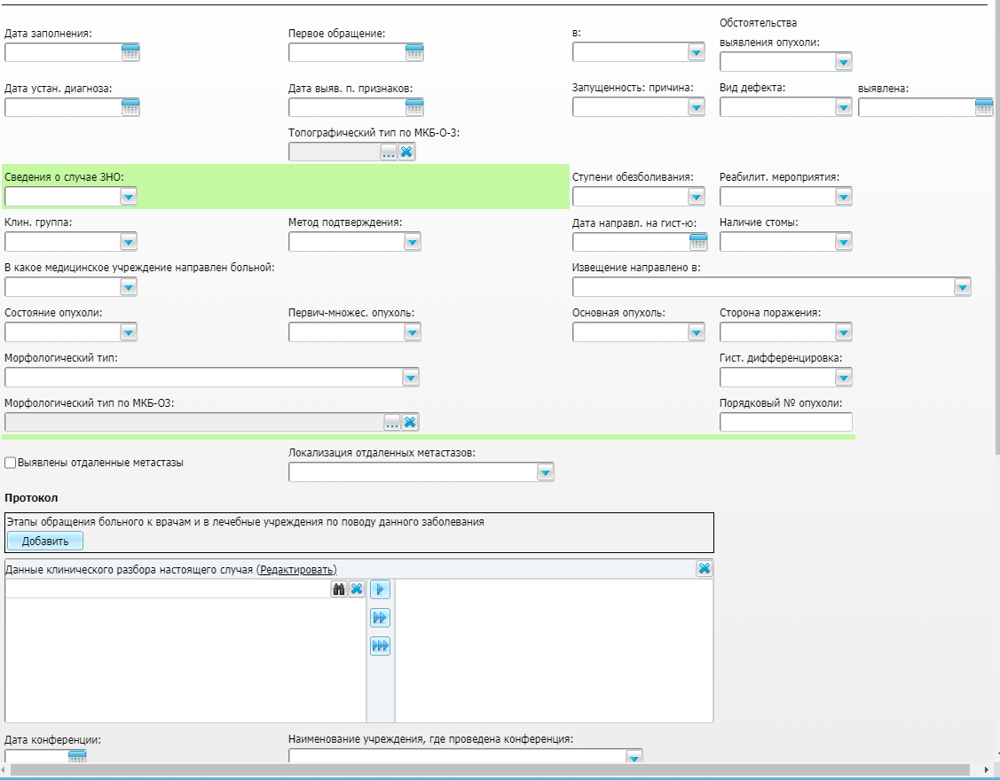 Дата заполнения:
Первое обращение:
в:
Обстоятельства
выявления опухоли:
Дата устан. диагноза:
Дата выяв. п. признаков:
Запущенность: причина:
Вид дефекта:
выявлена:
Топографический тип по МКБ-О-3:
...
Сведения о случае ЗНО:
Ступени обезболивания:
Реабилит. мероприятия:
Клин. группа:
Метод подтверждения:
Дата направл. на гист-ю:
Наличие стомы:
В какое медицинское учреждение направлен больной:
Извещение направлено в:
Состояние опухоли:
Первич-множес. опухоль:
Основная опухоль:
Сторона поражения:
Морфологический тип:
Гист. дифференцировка:
Морфологический тип по МКБ-О3:
...
Порядковый № опухоли:
Выявлены отдаленные метастазы
Локализация отдаленных метастазов:
Протокол
Этапы обращения больного к врачам и в лечебные учреждения по поводу данного заболевания
Добавить
Данные клинического разбора настоящего случая (Редактировать)
Дата конференции:
Наименование учреждения, где проведена конференция: